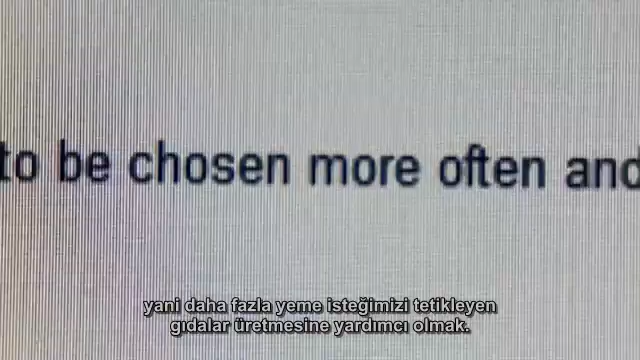 to be chosen more often and
yani daha fazla yeme isteğimizi tetikleyen
gıdalar üretmesine yardımcı olmak.